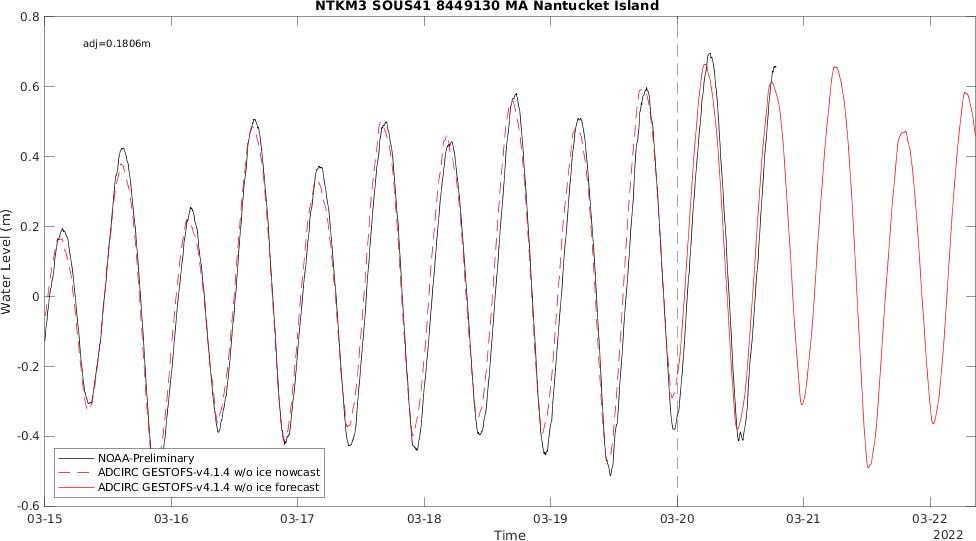 NTKM3 SOUS41 8449130 MA Nantucket Island
0.8
adj=0.1806m
0.6
0.4
0.2
0
-0.2
-0.4
-0.6
Water Level (m)
NOAA-Preliminary
ADCIRC GESTOFS-v4.1.4 w/o ice nowcast
ADCIRC GESTOFS-v4.1.4 w/o ice forecast
03-15 03-16 03-17 03-18 03-19 03-20 03-21 03-22
Time
2022